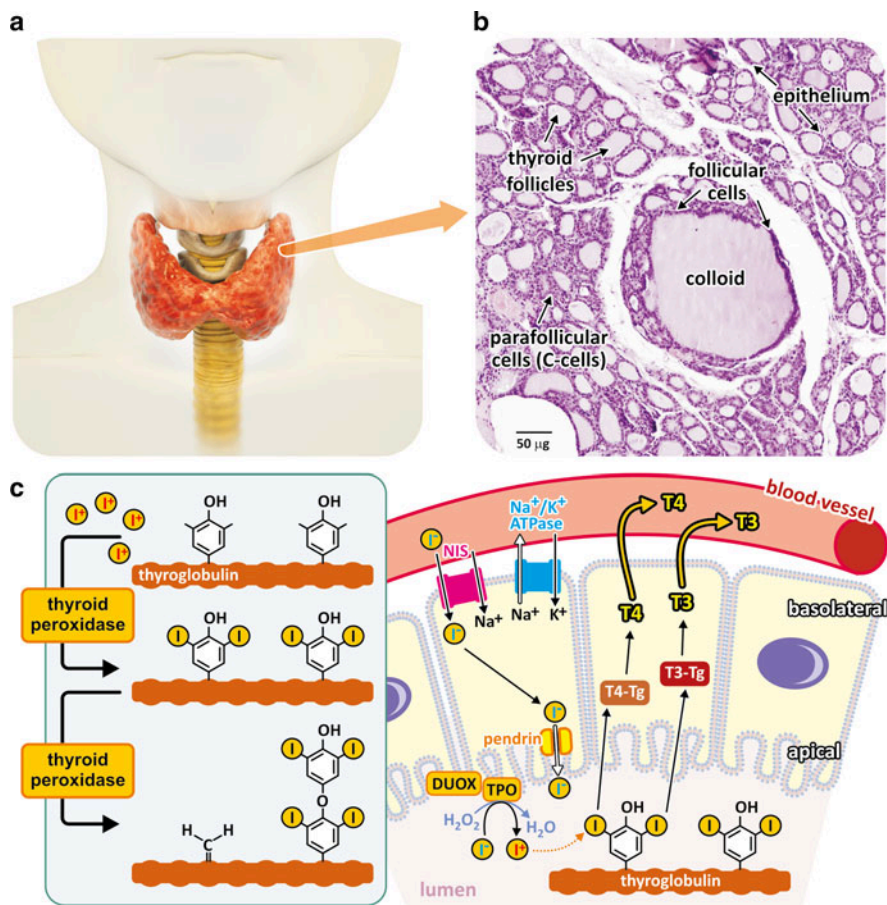 a
b
epithelium
thyroid
follicles
follicular
cells
colloid
parafollicular
cells (C-cells)
50 µg
c
I⁺
I⁺
I⁺
I⁺
OH
OH
thyroglobulin
thyroid
peroxidase
OH
OH
I
I
I
I
thyroid
peroxidase
OH
I
I
O
I
I
H
H
C
blood vessel
T4
T3
Na⁺/K⁺
ATPase
I⁻
NIS
Na⁺
Na⁺
K⁺
I⁻
T4
T3
basolateral
T4-Tg
T3-Tg
I⁻
pendrin
apical
I⁻
DUOX
TPO
H₂O₂
H₂O
I⁻
I⁺
OH
OH
I
I
I
I
thyroglobulin
lumen